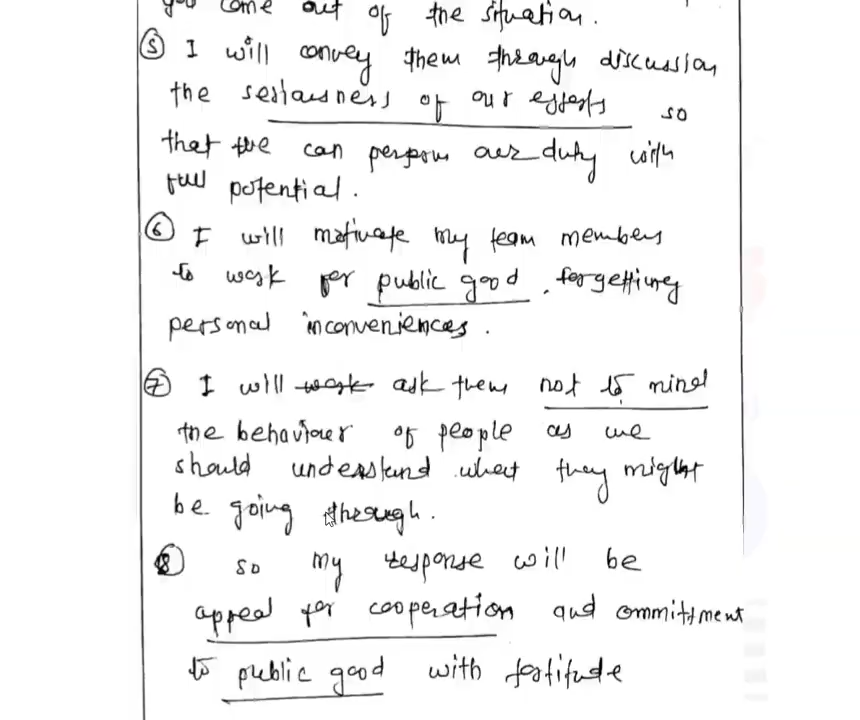 you come out of the situation.
(5) I will convey them through discussion
the seriousness of our efforts so
that we can perform our duty with
full potential.
(6) I will motivate my team members
to work for public good, forgetting
personal inconveniences.
(7) I will work ask them not to mind
the behaviour of people as we
should understand what they might
be going through.
(8) so my response will be
appeal for cooperation and committment
to public good with fortitude